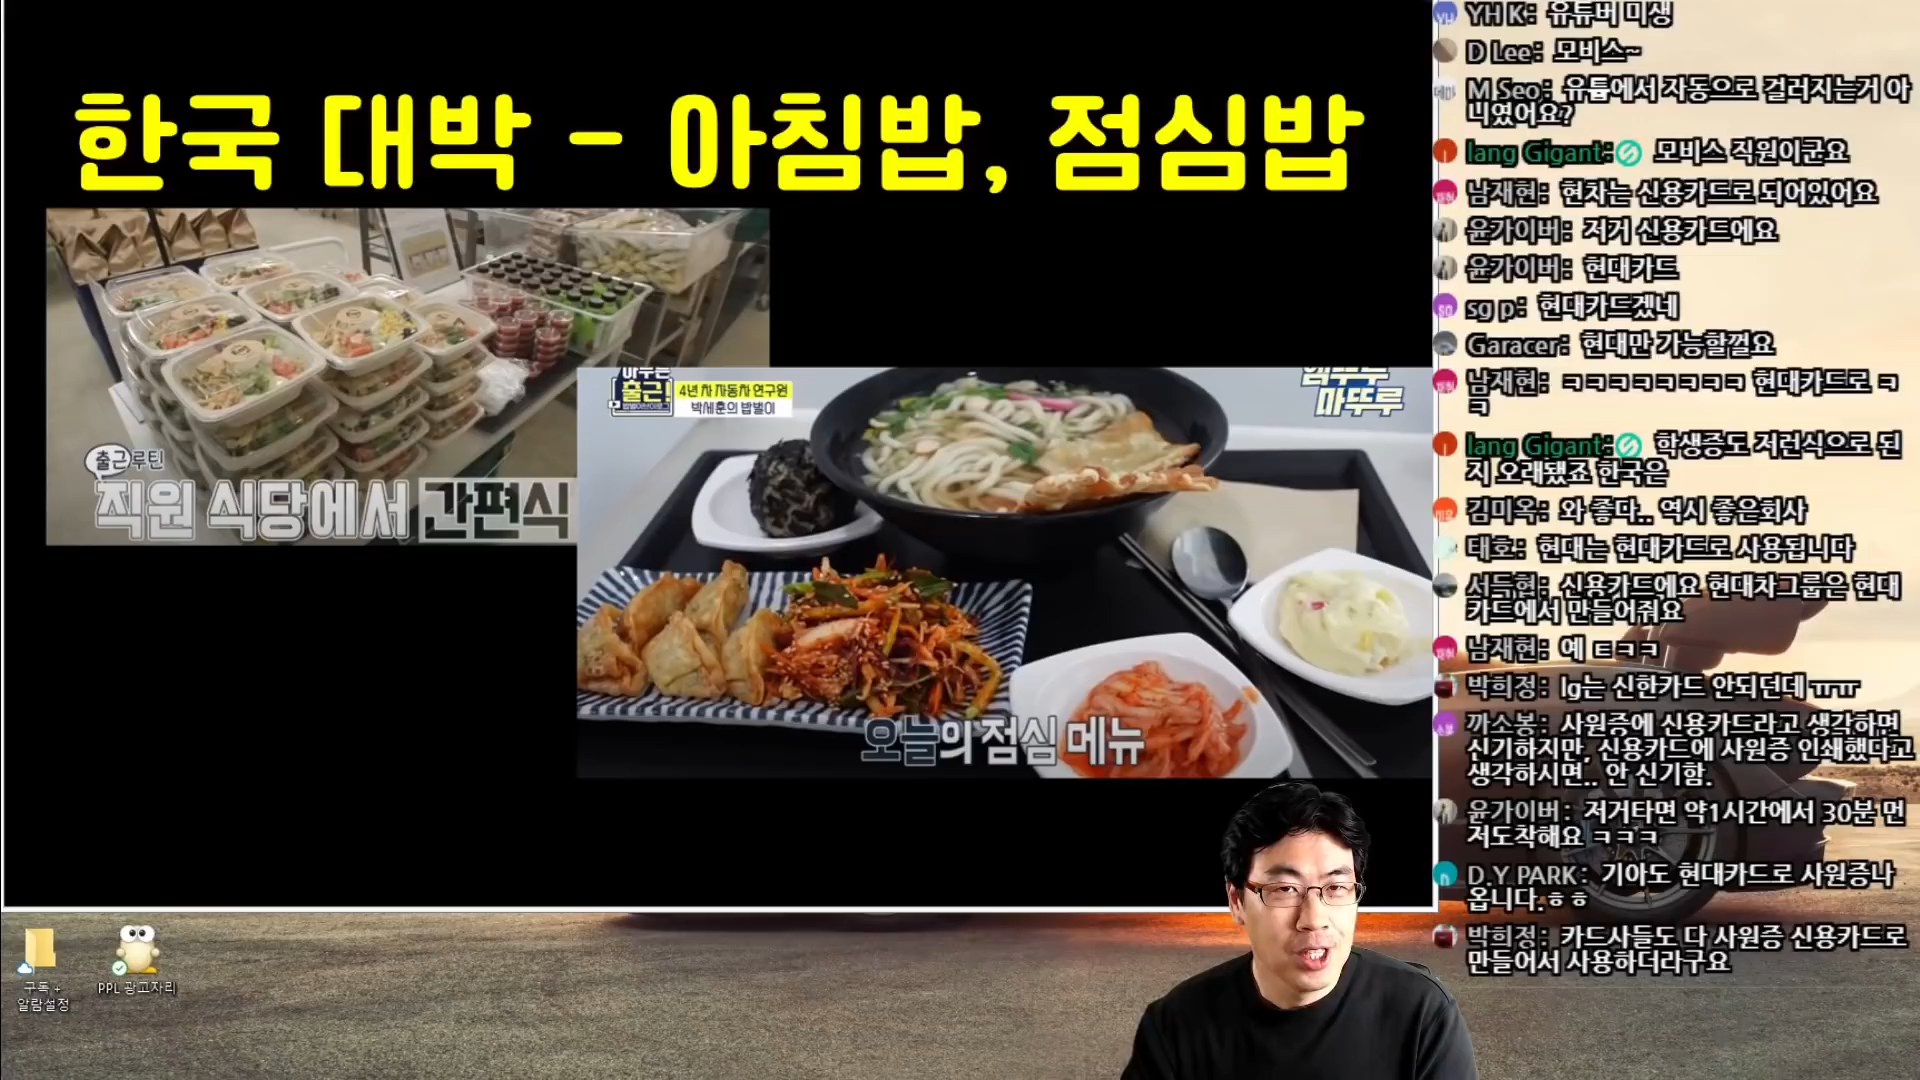 한국 대박 - 아침밥, 점심밥
출근루틴
직원 식당에서 간편식
아무튼
출근!
밥벌이브이로그
4년 차 자동차 연구원
박세훈의 밥벌이
마뚜루
오늘의 점심 메뉴
구독 +
알람설정
PPL 광고자리
YH K: 유튜버 미생
D Lee: 모비스~
M Seo: 유튭에서 자동으로 걸러지는거 아
니였어요?
lang Gigant: 모비스 직원이군요
남재현: 현차는 신용카드로 되어있어요
윤가이버: 저거 신용카드에요
윤가이버: 현대카드
sg p: 현대카드겠네
Garacer: 현대만 가능할껄요
남재현: ㅋㅋㅋㅋㅋㅋㅋㅋ 현대카드로 ㅋ
ㅋ
lang Gigant: 학생증도 저런식으로 된
지 오래됐죠 한국은
김미옥: 와 좋다.. 역시 좋은회사
태호: 현대는 현대카드로 사용됩니다
서득현: 신용카드에요 현대차그룹은 현대
카드에서 만들어줘요
남재현: 예 ㅌㅋㅋ
박희정: lg는 신한카드 안되던데 ㅠㅠ
까소봉: 사원증에 신용카드라고 생각하면
신기하지만, 신용카드에 사원증 인쇄했다고
생각하시면.. 안 신기함.
윤가이버: 저거타면 약1시간에서 30분 먼
저도착해요 ㅋㅋㅋ
D.Y PARK: 기아도 현대카드로 사원증나
옵니다.ㅎㅎ
박희정: 카드사들도 다 사원증 신용카드로
만들어서 사용하더라구요